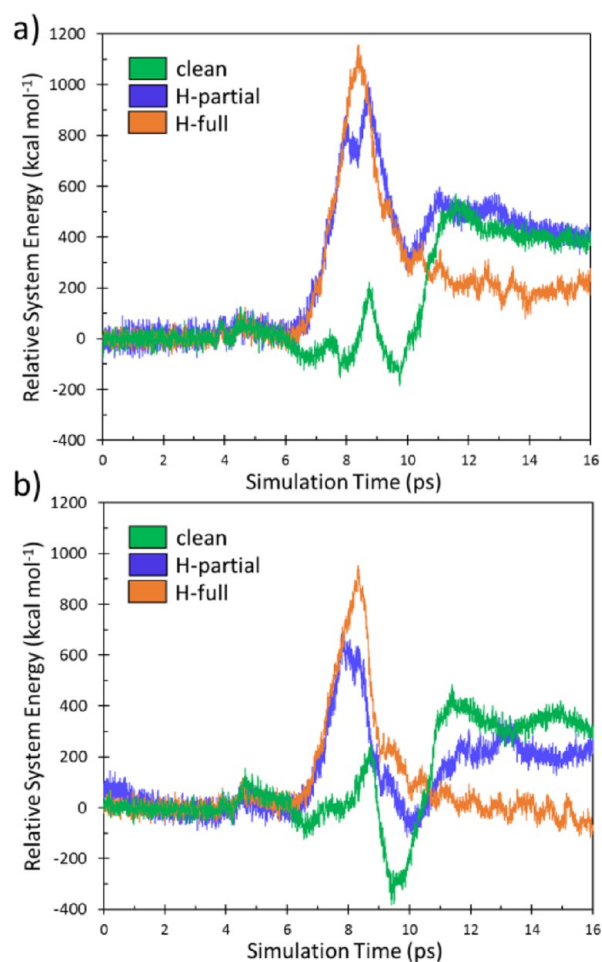 a)
1200
1000
800
600
400
200
0
-200
-400
Relative System Energy (kcal mol⁻¹)
clean
H-partial
H-full
0 2 4 6 8 10 12 14 16
Simulation Time (ps)
b)
1200
1000
800
600
400
200
0
-200
-400
Relative System Energy (kcal mol⁻¹)
clean
H-partial
H-full
0 2 4 6 8 10 12 14 16
Simulation Time (ps)